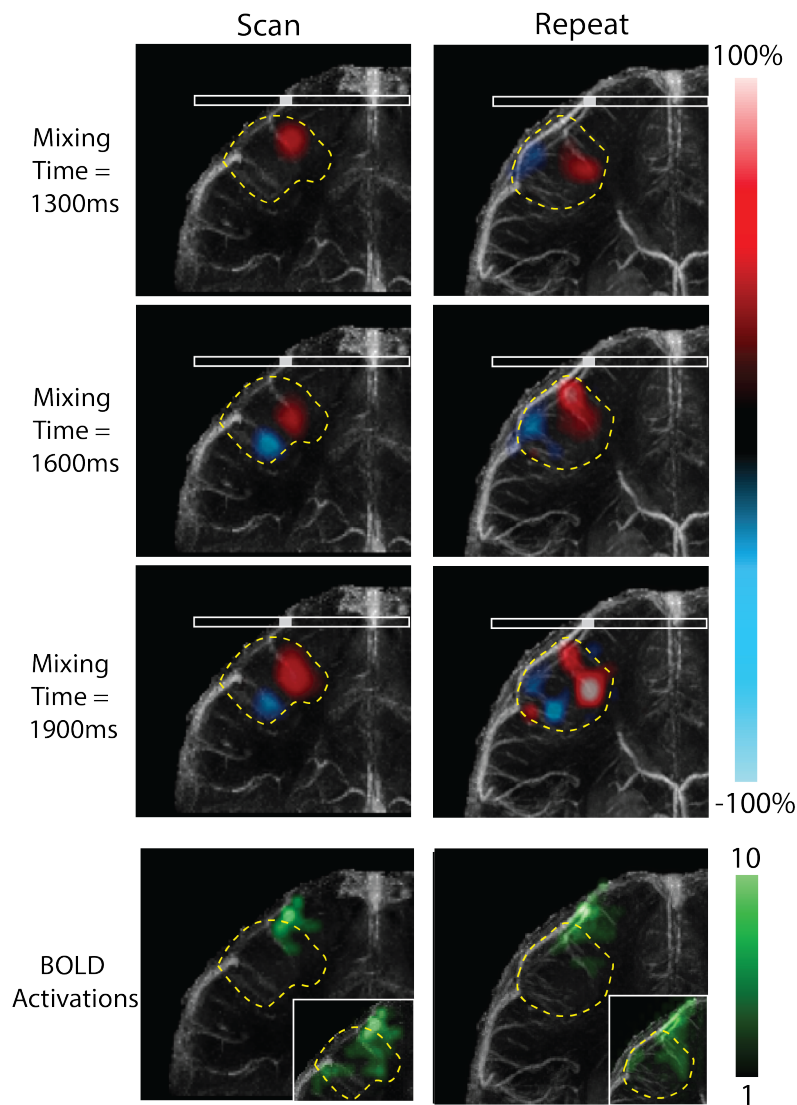 Scan
Repeat
100%
Mixing
Time =
1300ms
Mixing
Time =
1600ms
Mixing
Time =
1900ms
-100%
10
BOLD
Activations
1